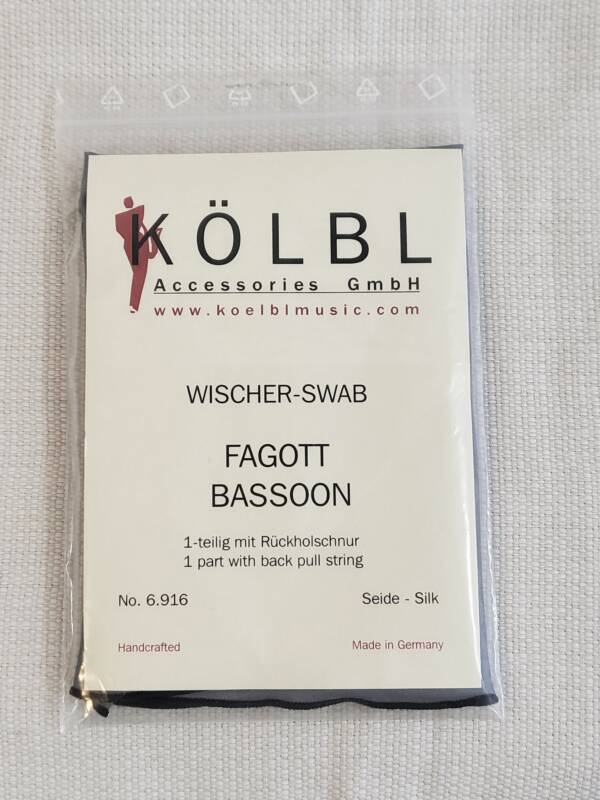 KÖLBL
Accessories GmbH
www.koelblmusic.com
WISCHER-SWAB
FAGOTT
BASSOON
1-teilig mit Rückholschnur
1 part with back pull string
No. 6.916 Seide - Silk
Handcrafted Made in Germany